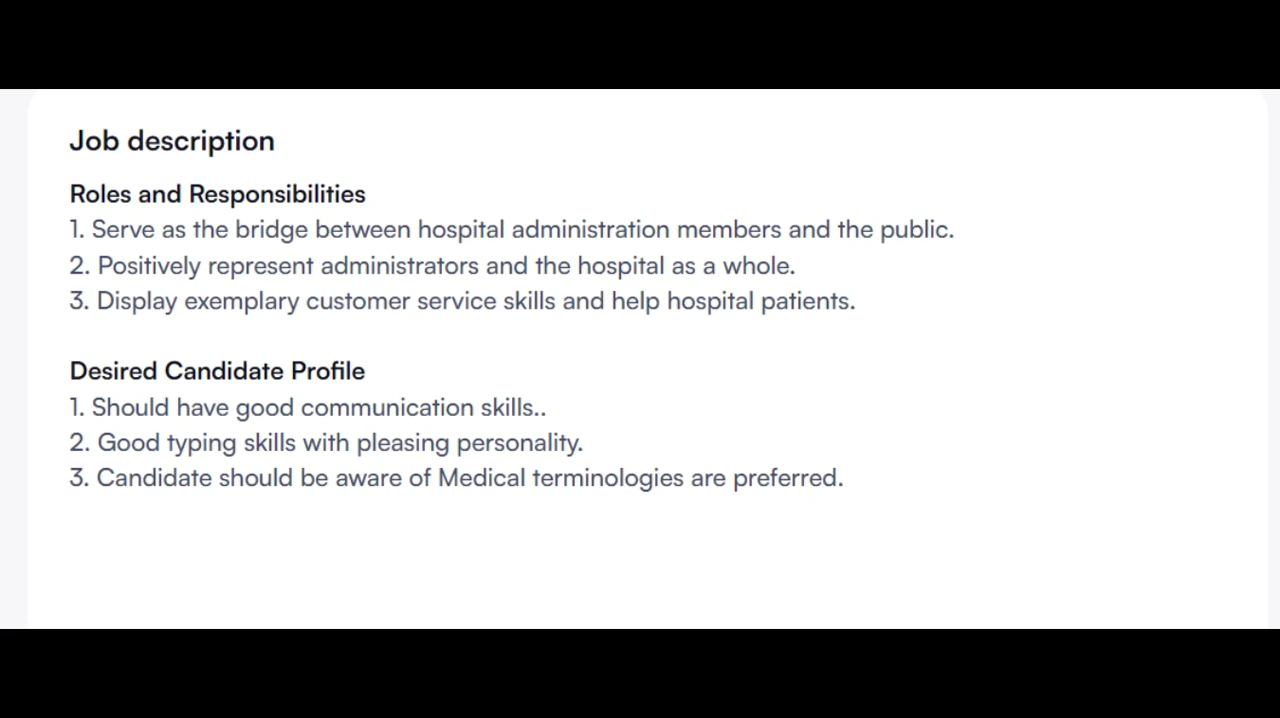 Job description
Roles and Responsibilities
1. Serve as the bridge between hospital administration members and the public.
2. Positively represent administrators and the hospital as a whole.
3. Display exemplary customer service skills and help hospital patients.
Desired Candidate Profile
1. Should have good communication skills..
2. Good typing skills with pleasing personality.
3. Candidate should be aware of Medical terminologies are preferred.